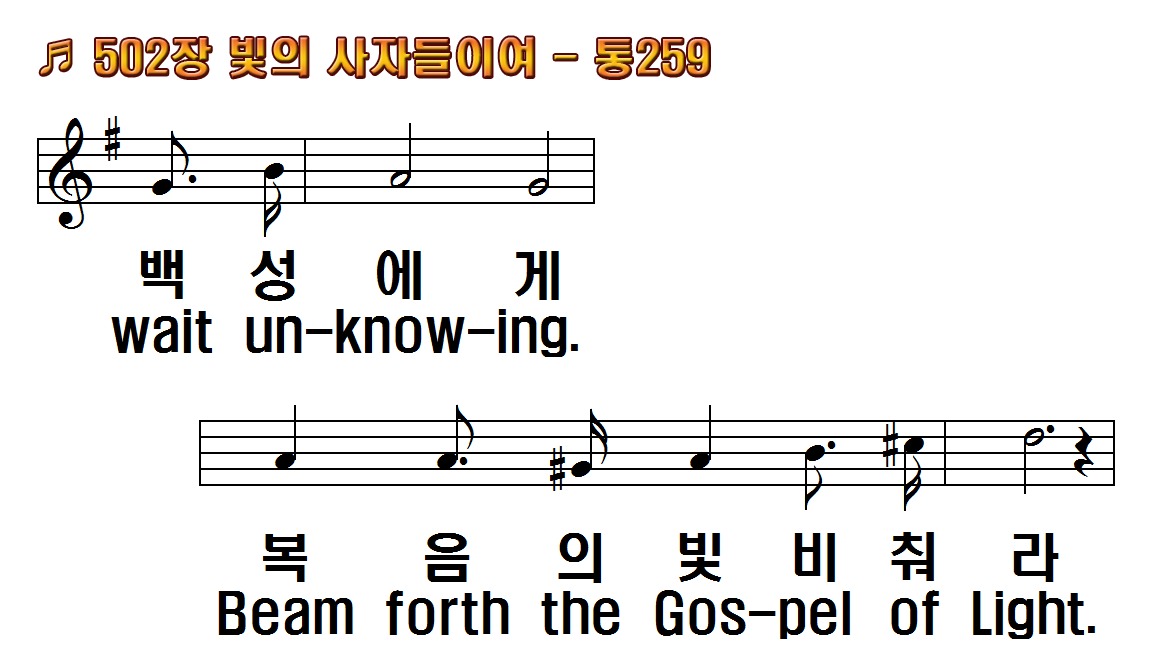 ♬ 502장 빛의 사자들이여 - 통259
백 성 에 게
wait un-know-ing.
복 음 의 빛 비 춰 라
Beam forth the Gos-pel of Light.